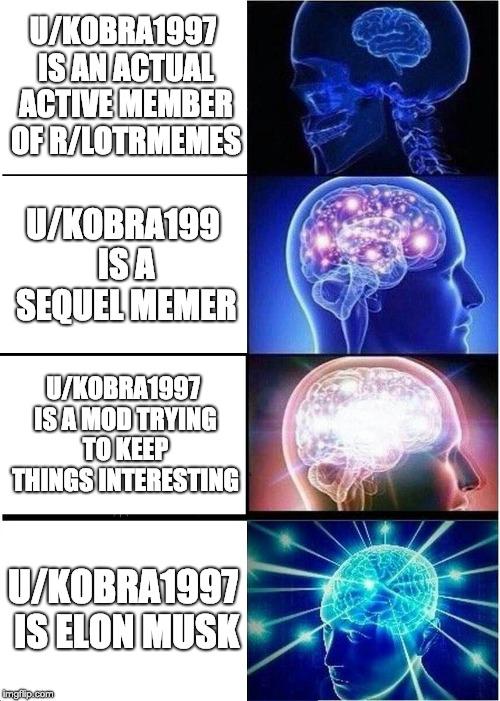 U/KOBRA1997
IS AN ACTUAL
ACTIVE MEMBER
OF R/LOTRMEMES
U/KOBRA199
IS A
SEQUEL MEMER
U/KOBRA1997
IS A MOD TRYING
TO KEEP
THINGS INTERESTING
U/KOBRA1997
IS ELON MUSK
imgflip.com